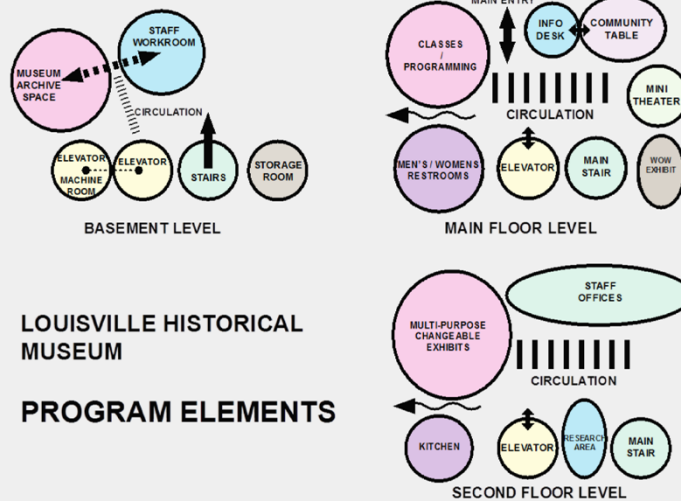 STAFF
WORKROOM
MUSEUM
ARCHIVE
SPACE
CIRCULATION
ELEVATOR
MACHINE
ROOM
ELEVATOR
STAIRS
STORAGE
ROOM
BASEMENT LEVEL
MAIN ENTRY
CLASSES
/
PROGRAMMING
INFO
DESK
COMMUNITY
TABLE
MINI
THEATER
CIRCULATION
MEN'S / WOMENS
RESTROOMS
ELEVATOR
MAIN
STAIR
WOW
EXHIBIT
MAIN FLOOR LEVEL
LOUISVILLE HISTORICAL
MUSEUM
PROGRAM ELEMENTS
STAFF
OFFICES
MULTI-PURPOSE
CHANGEABLE
EXHIBITS
CIRCULATION
KITCHEN
ELEVATOR
RESEARCH
AREA
MAIN
STAIR
SECOND FLOOR LEVEL